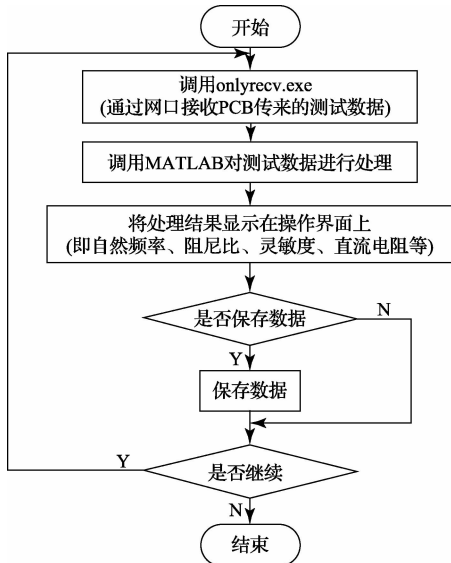 开始
调用onlyrecv.exe
(通过网口接收PCB传来的测试数据)
调用MATLAB对测试数据进行处理
将处理结果显示在操作界面上
(即自然频率、阻尼比、灵敏度、直流电阻等)
是否保存数据
N
Y
保存数据
Y
是否继续
N
结束